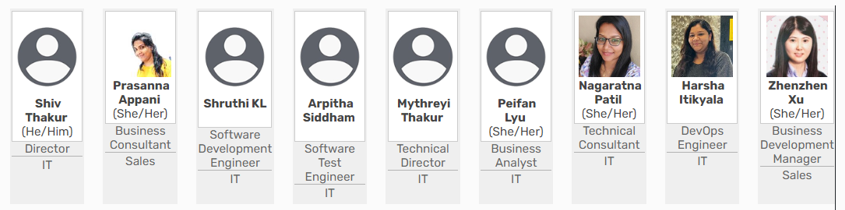 Shiv
Thakur
(He/Him)
Director
IT
Prasanna
Appani
(She/Her)
Business
Consultant
Sales
Shruthi KL
Software
Development
Engineer
IT
Arpitha
Siddham
Software
Test
Engineer
IT
Mythreyi
Thakur
Technical
Director
IT
Peifan
Lyu
(She/Her)
Business
Analyst
IT
Nagaratna
Patil
(She/Her)
Technical
Consultant
IT
Harsha
Itikyala
DevOps
Engineer
IT
Zhenzhen
Xu
(She/Her)
Business
Development
Manager
Sales